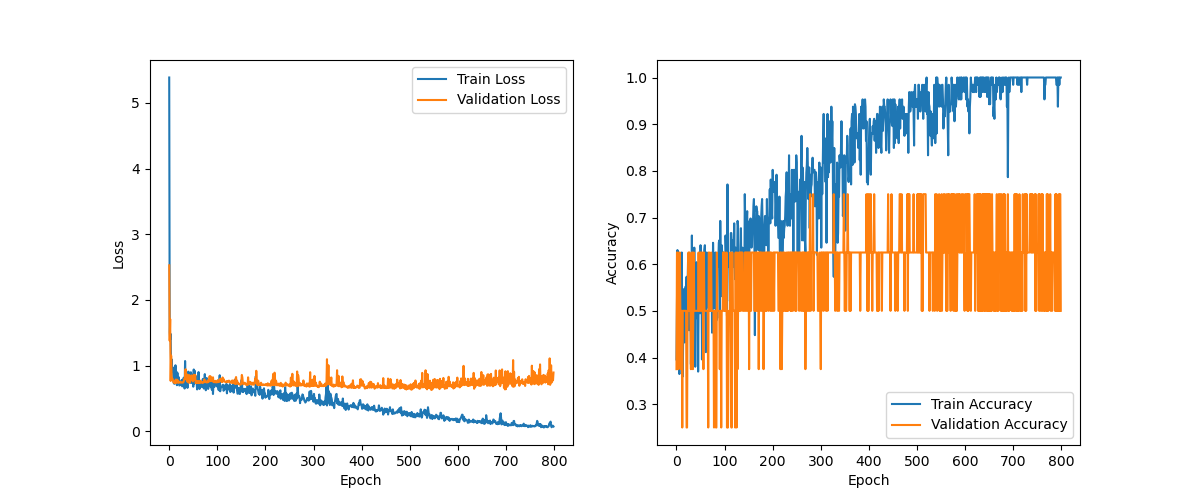 5
4
3
2
1
0
0 100 200 300 400 500 600 700 800
Epoch
Loss
Train Loss
Validation Loss
1.0
0.9
0.8
0.7
0.6
0.5
0.4
0.3
0 100 200 300 400 500 600 700 800
Epoch
Accuracy
Train Accuracy
Validation Accuracy